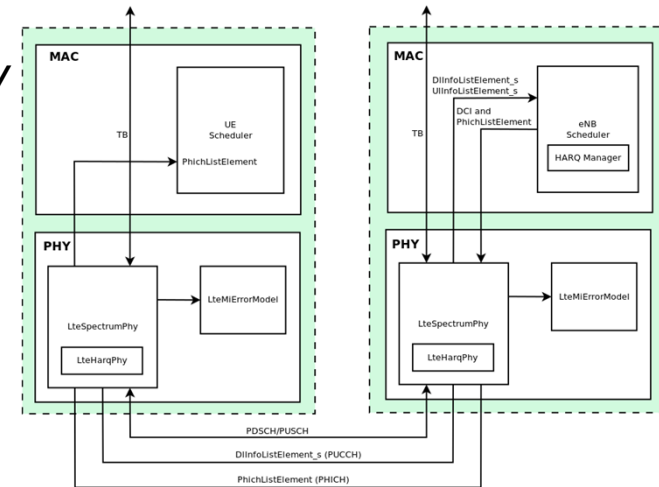 MAC
UE
Scheduler
TB
PhichListElement
PHY
LteSpectrumPhy
LteHarqPhy
LteMiErrorModel
MAC
DlInfoListElement_s
UlInfoListElement_s
DCI and
PhichListElement
TB
eNB
Scheduler
HARQ Manager
PHY
LteSpectrumPhy
LteHarqPhy
LteMiErrorModel
PDSCH/PUSCH
DlInfoListElement_s (PUCCH)
PhichListElement (PHICH)